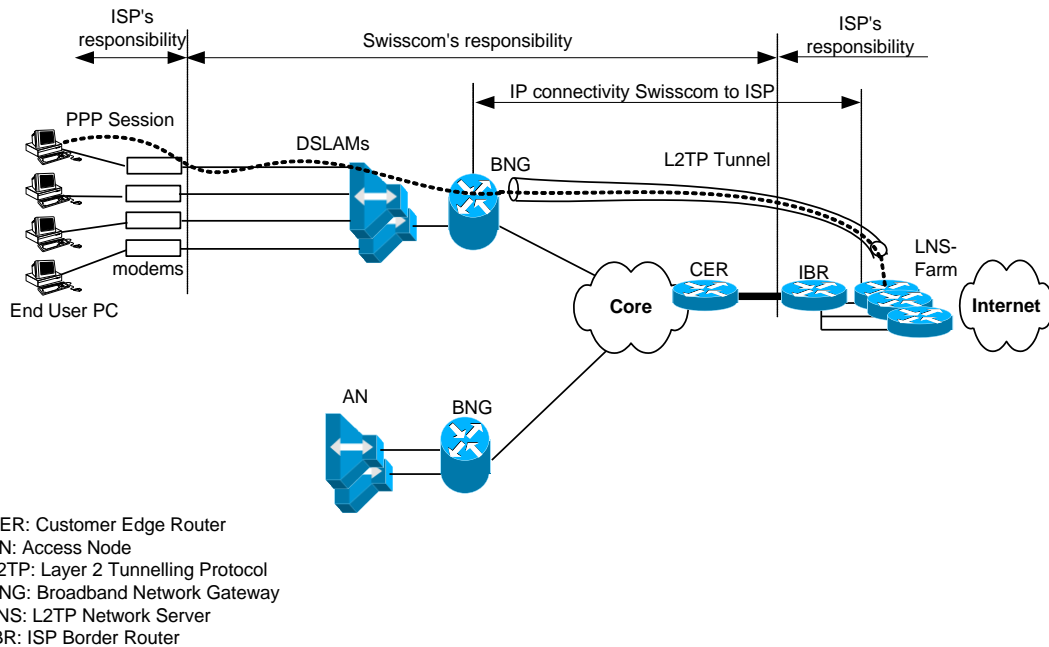 ISP's
responsibility
Swisscom's responsibility
ISP's
responsibility
IP connectivity Swisscom to ISP
PPP Session
DSLAMs
BNG
L2TP Tunnel
modems
End User PC
Core
CER
IBR
LNS-
Farm
Internet
AN
BNG
ER: Customer Edge Router
N: Access Node
2TP: Layer 2 Tunnelling Protocol
NG: Broadband Network Gateway
NS: L2TP Network Server
BR: ISP Border Router